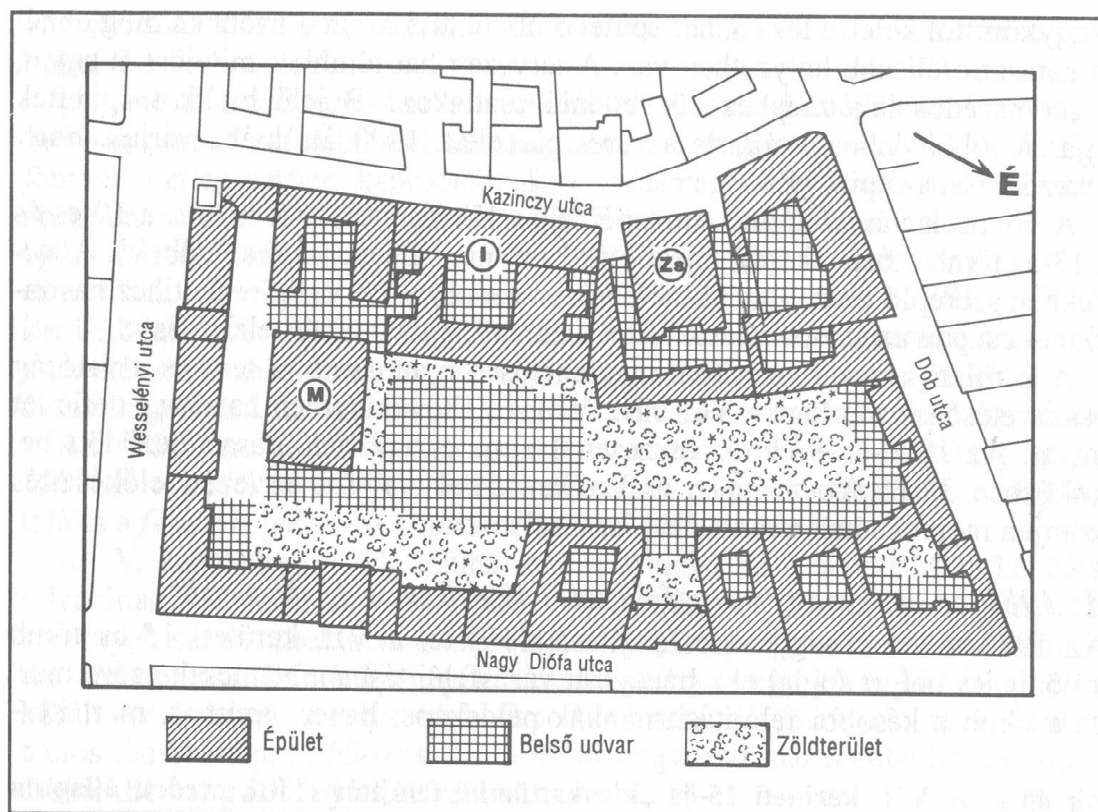 Kazinczy utca
É
I
Za
Wesselényi utca
M
Dob utca
Nagy Diófa utca
Épület
Belső udvar
Zöldterület